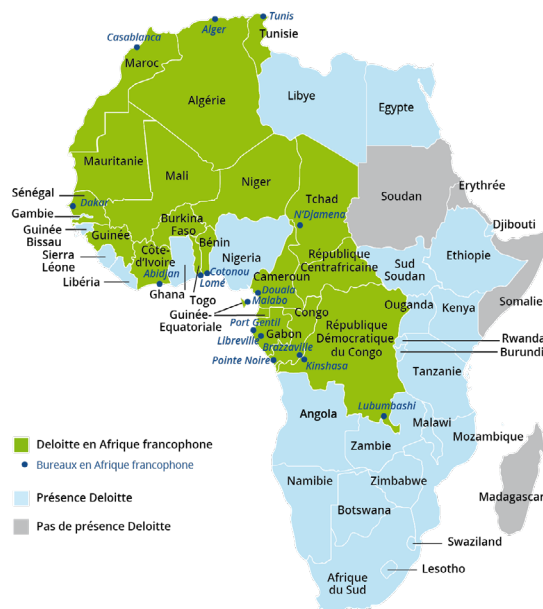 Tunis
Alger
Casablanca
Tunisie
Maroc
Algérie
Libye
Egypte
Mauritanie
Mali
Niger
Tchad
Soudan
Erythrée
Sénégal
Dakar
Gambie
N'Djamena
Djibouti
Guinée
Bissau
Guinée
Burkina
Faso
Bénin
Côte-
d'Ivoire
Nigeria
République
Centrafricaine
Sud
Soudan
Ethiopie
Sierra
Léone
Abidjan
Cotonou
Lomé
Cameroun
Libéria
Ghana
Togo
Douala
Malabo
Somalie
Guinée-
Equatoriale
Congo
Ouganda
Kenya
Port Gentil
Gabon
République
Démocratique
du Congo
Libreville
Brazzaville
Rwanda
Burundi
Pointe Noire
Kinshasa
Tanzanie
Lubumbashi
Angola
Malawi
Mozambique
Zambie
Deloitte en Afrique francophone
Bureaux en Afrique francophone
Zimbabwe
Namibie
Présence Deloitte
Madagascar
Botswana
Pas de présence Deloitte
Swaziland
Lesotho
Afrique
du Sud